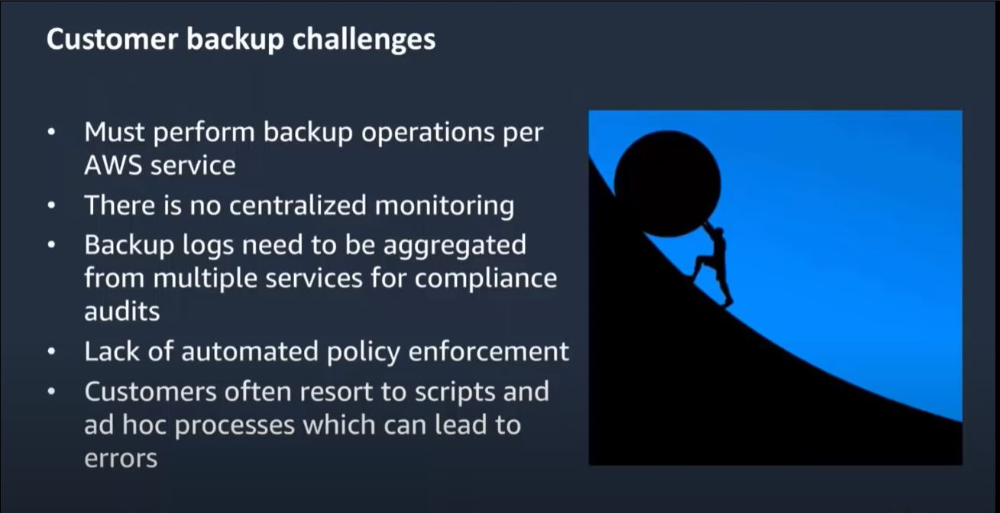 Customer backup challenges
• Must perform backup operations per
AWS service
• There is no centralized monitoring
• Backup logs need to be aggregated
from multiple services for compliance
audits
• Lack of automated policy enforcement
• Customers often resort to scripts and
ad hoc processes which can lead to
errors